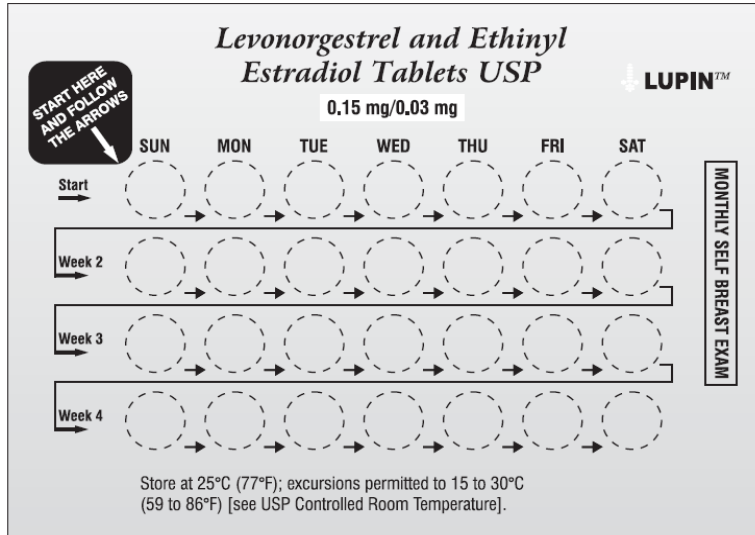 Levonorgestrel and Ethinyl
Estradiol Tablets USP
LUPIN™
0.15 mg/0.03 mg
START HERE
AND FOLLOW
THE ARROWS
SUN MON TUE WED THU FRI SAT
Start
Week 2
Week 3
Week 4
MONTHLY SELF BREAST EXAM
Store at 25°C (77°F); excursions permitted to 15 to 30°C
(59 to 86°F) [see USP Controlled Room Temperature].